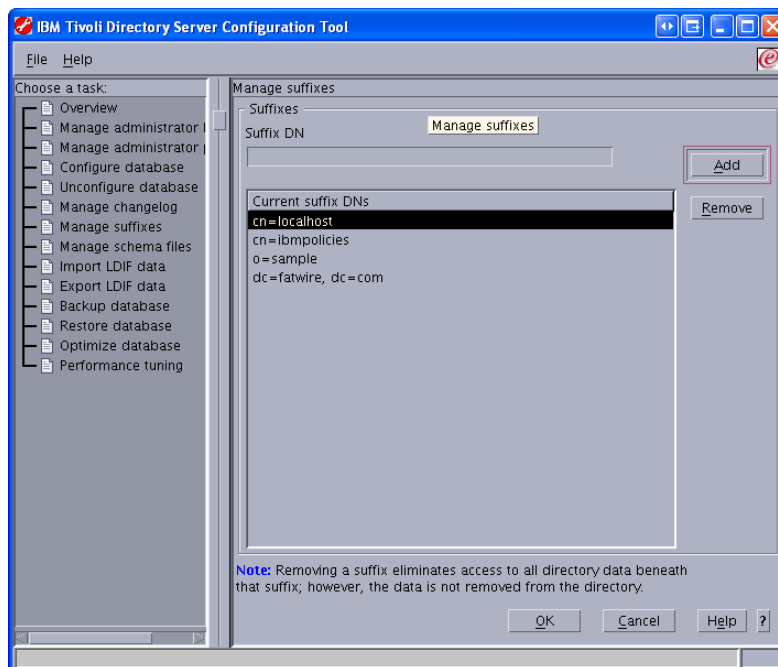 IBM Tivoli Directory Server Configuration Tool
File Help
Choose a task:
Overview
Manage administrator
Manage administrator
Configure database
Unconfigure database
Manage changelog
Manage suffixes
Manage schema files
Import LDIF data
Export LDIF data
Backup database
Restore database
Optimize database
Performance tuning
Manage suffixes
Suffixes
Manage suffixes
Suffix DN
Add
Current suffix DNs
Remove
cn=localhost
cn=ibmpolicies
o=sample
dc=fatwire, dc=com
Note: Removing a suffix eliminates access to all directory data beneath
that suffix; however, the data is not removed from the directory.
OK Cancel Help ?